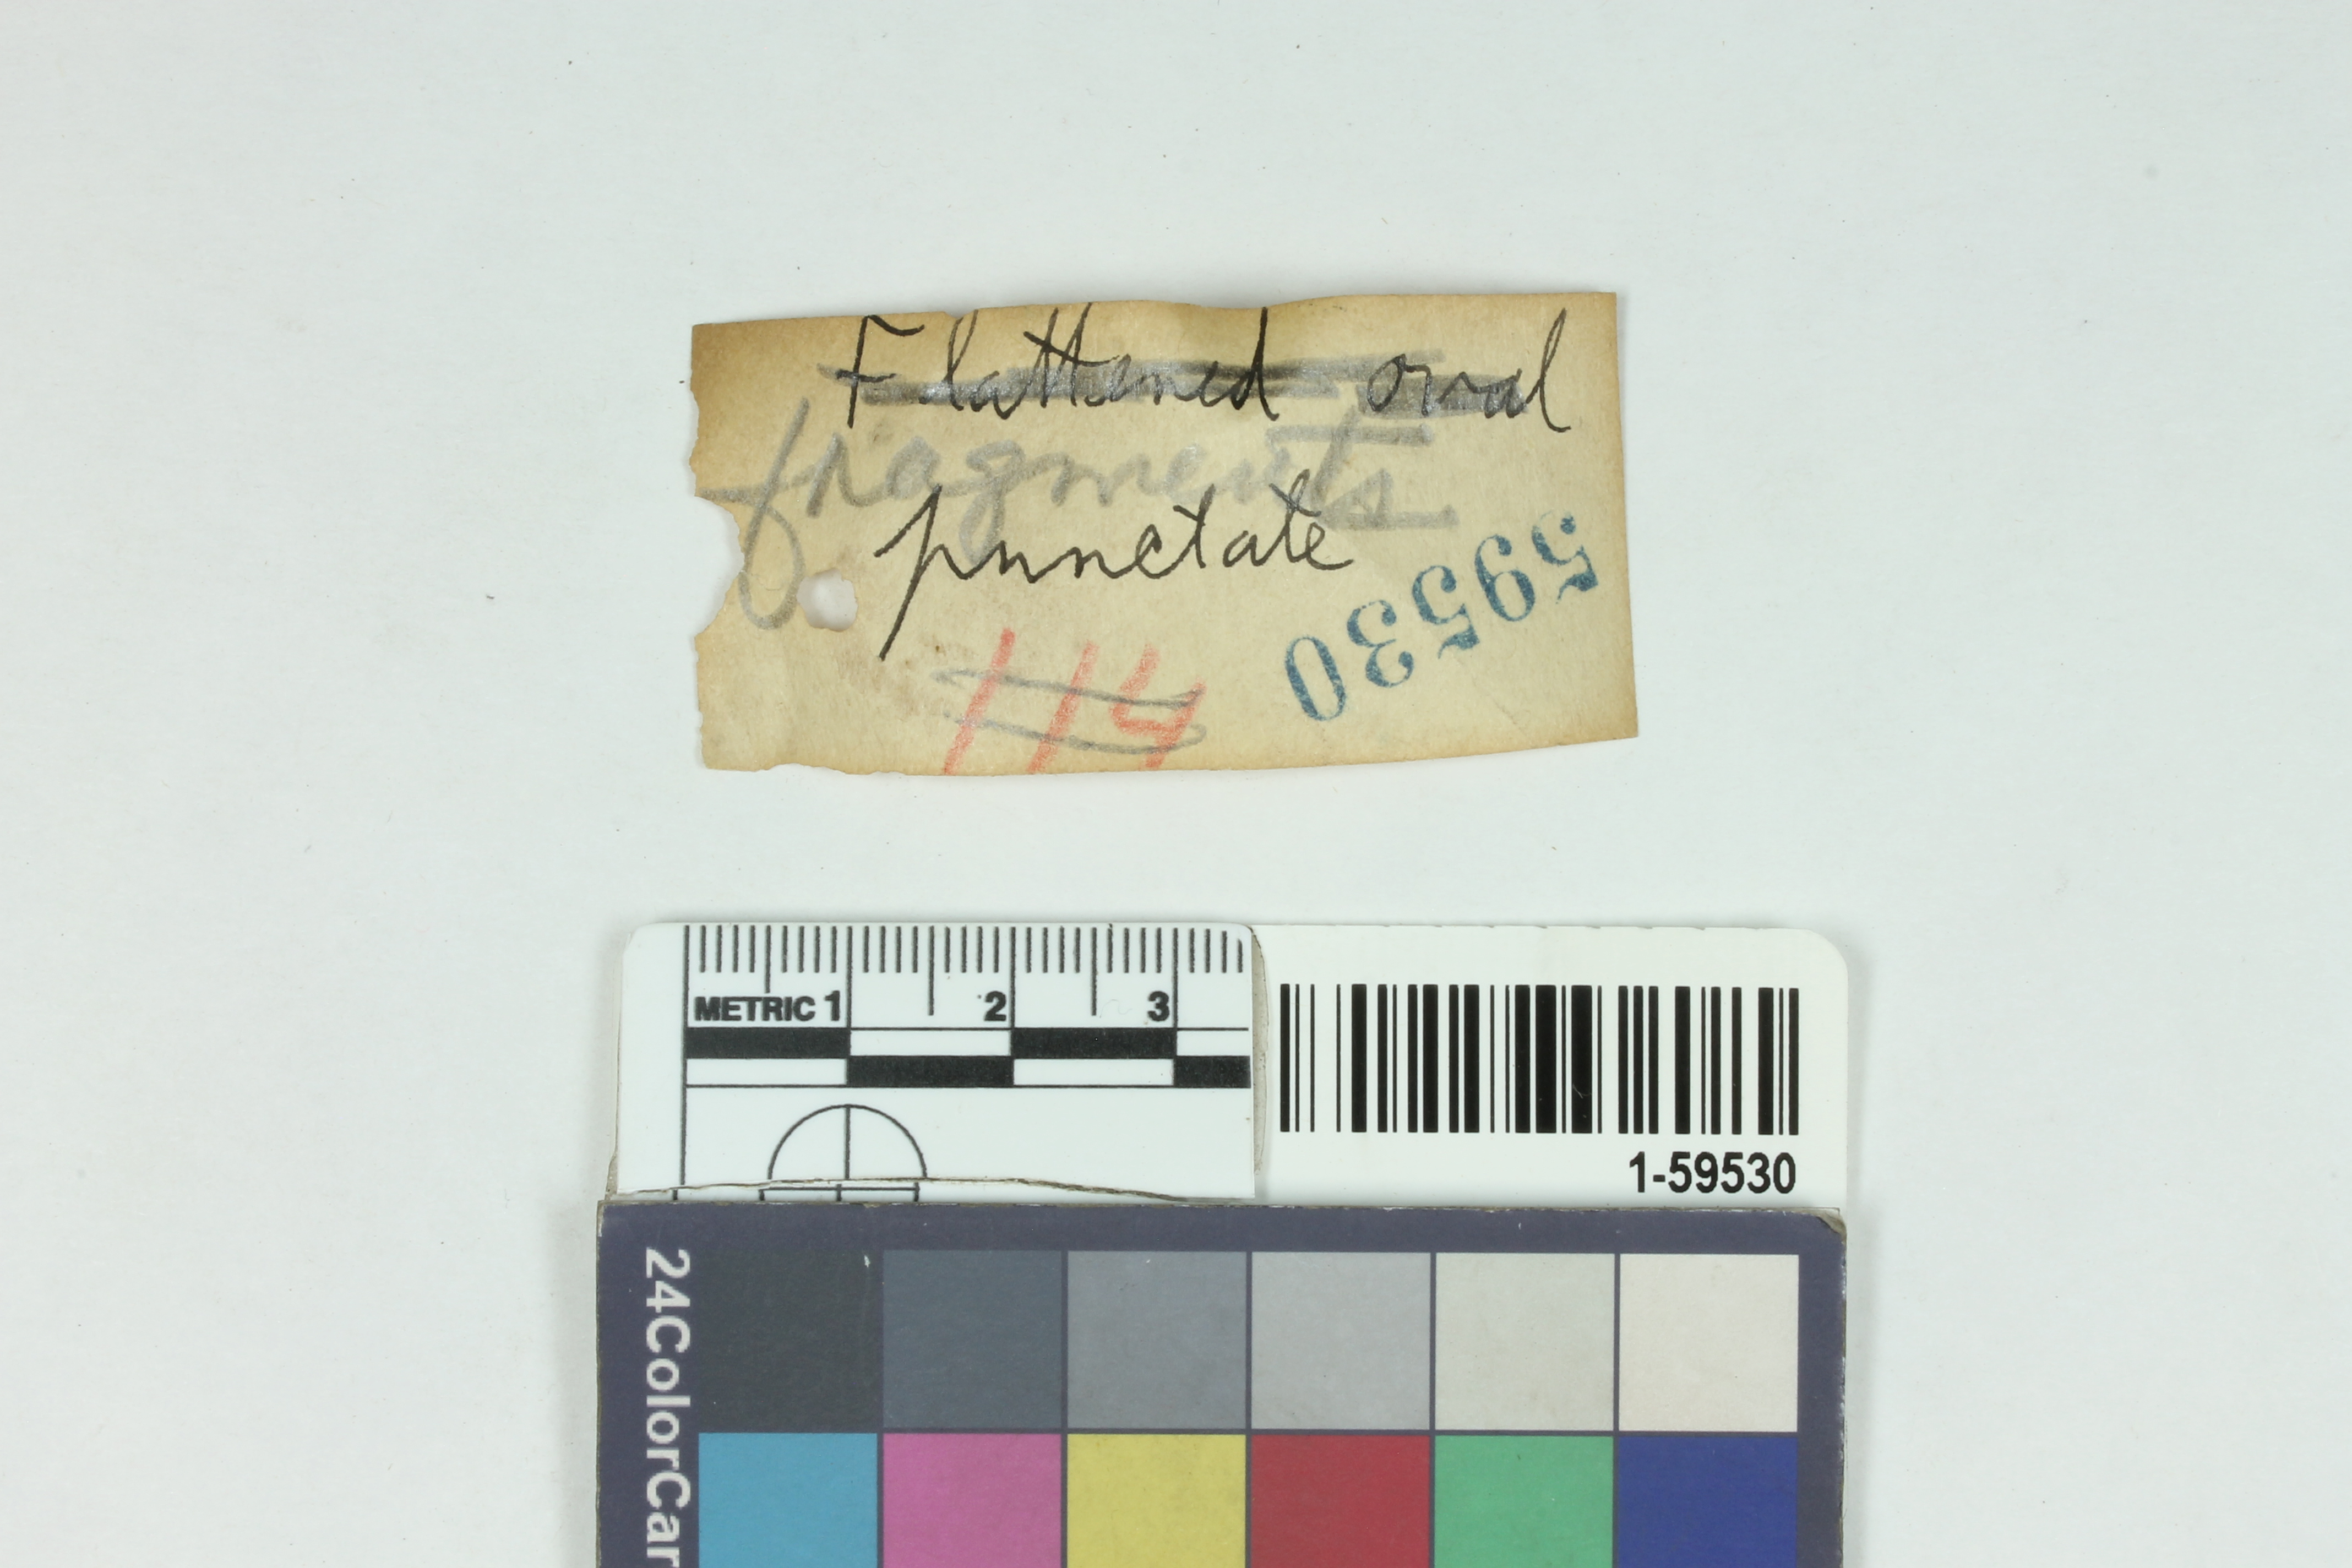 Flattened oval
fragments
punctate
114
59530
METRIC 1 2 3
1-59530
24ColorCar